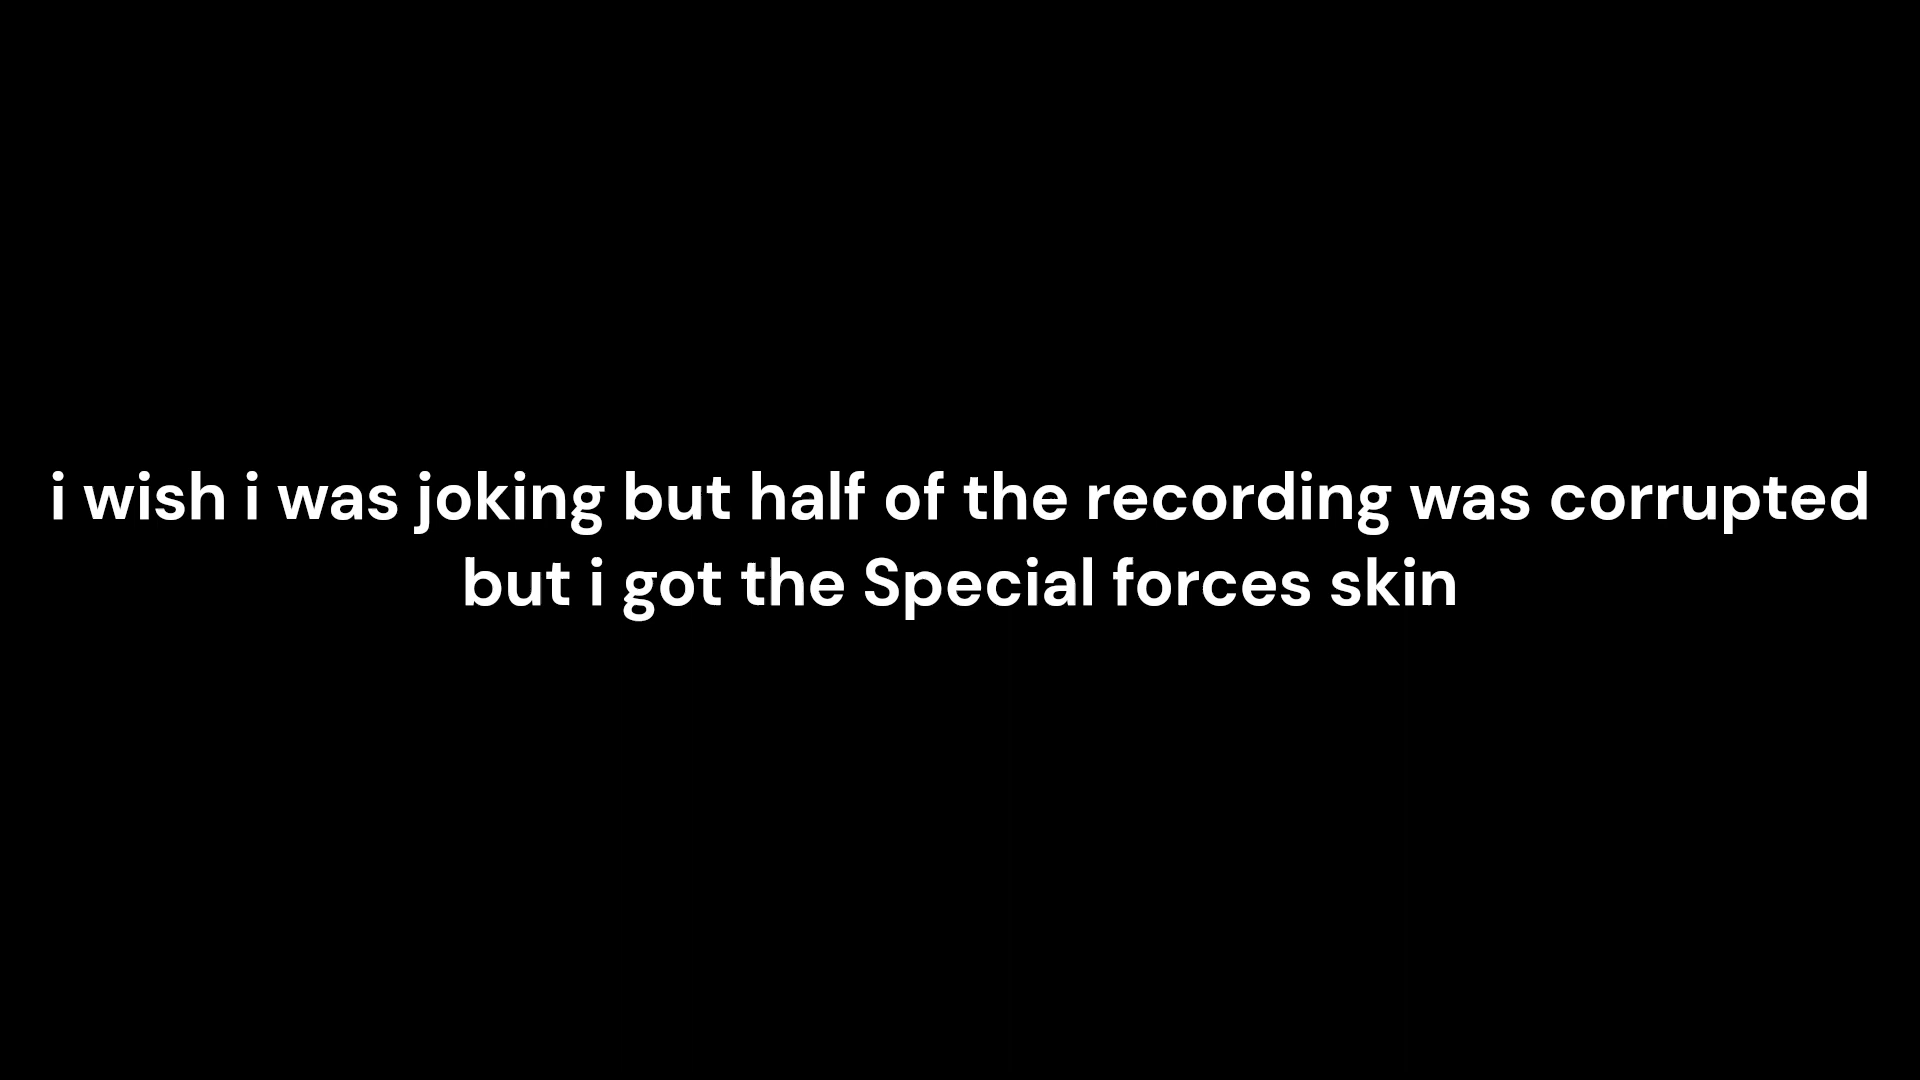 i wish i was joking but half of the recording was corrupted
but i got the Special forces skin